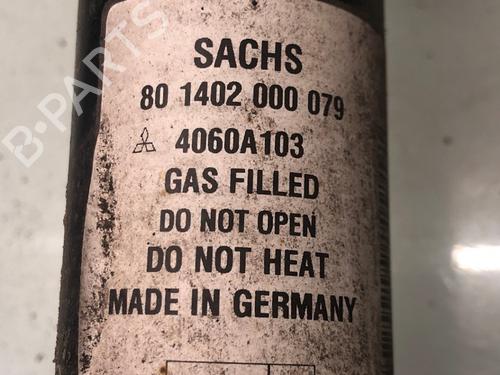 SACHS
80 1402 000 079
4060A103
GAS FILLED
DO NOT OPEN
DO NOT HEAT
MADE IN GERMANY
B-PARTS